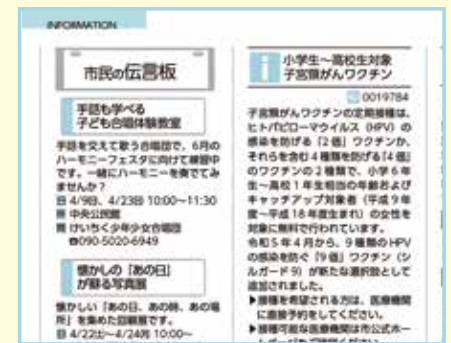 INFORMATION
市民の伝言板
手話も学べる
子ども合唱体験教室
手話を交えて歌う合唱団で、6月の
ハーモニーフェスタに向けて練習中
です。一緒にハーモニーを奏でてみ
ませんか？
日 4/9㊐、4/23㊐ 10:00~11:30
所 中央公民館
問 けいちく少年少女合唱団
☎090-5020-6949
懐かしの「あの日」
が蘇る写真展
懐かしい「あの日、あの時、あの場
所」を集めた回顧展です。
日 4/22㊏~4/24㊊ 10:00~
小学生～高校生対象
子宮頸がんワクチン
0019784
子宮頸がんワクチンの定期接種は、
ヒトパピローマウイルス（HPV）の
感染を防げる「2価」ワクチンか、
それらを含む4種類を防げる「4価」
のワクチンの2種類で、小学6年
生～高校1年生相当の年齢および
キャッチアップ対象者（平成9年
度～平成18年度生まれ）の女性を
対象に無料で行われています。
令和5年4月から、9種類のHPV
の感染を防ぐ「9価」ワクチン（シ
ルガード9）が新たな選択肢として
追加されました。
▶接種を希望される方は、医療機関
に直接予約をしてください。
▶接種可能な医療機関は市公式ホー
ムページをご確認ください。